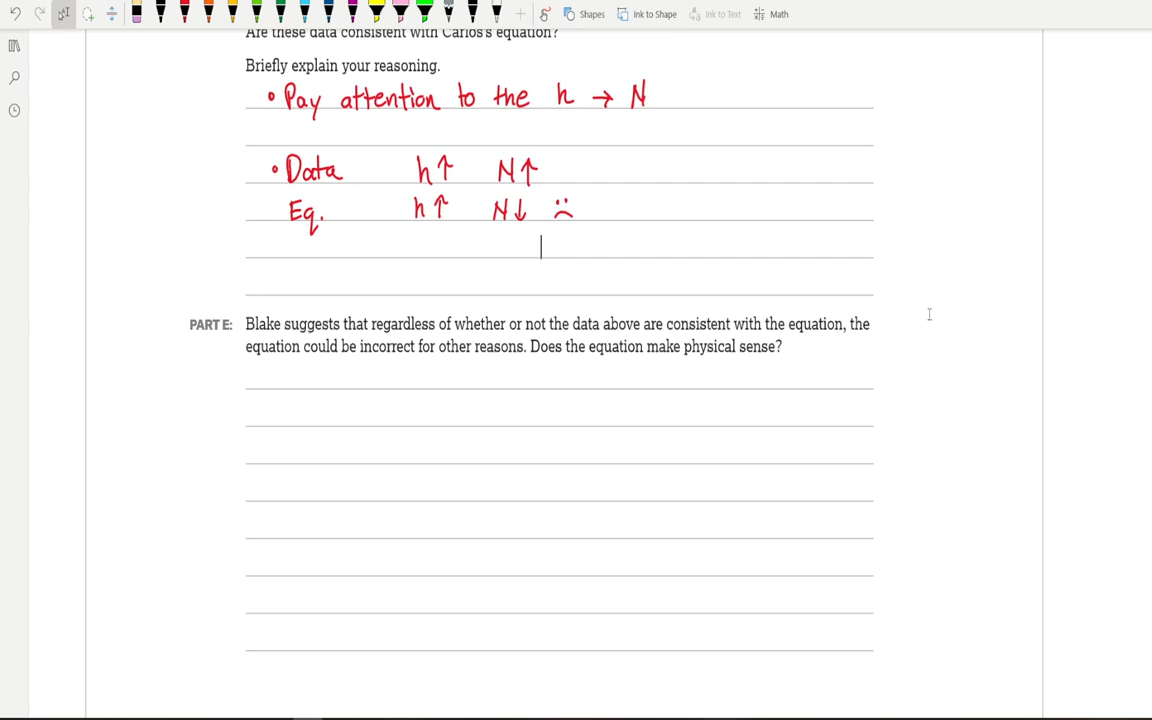 Shapes Ink to Shape Ink to Text Math
Are these data consistent with Carlos's equation?
Briefly explain your reasoning.
• Pay attention to the h → N
• Data h↑ N↑
Eq. h↑ N↓ :(
PART E: Blake suggests that regardless of whether or not the data above are consistent with the equation, the
equation could be incorrect for other reasons. Does the equation make physical sense?